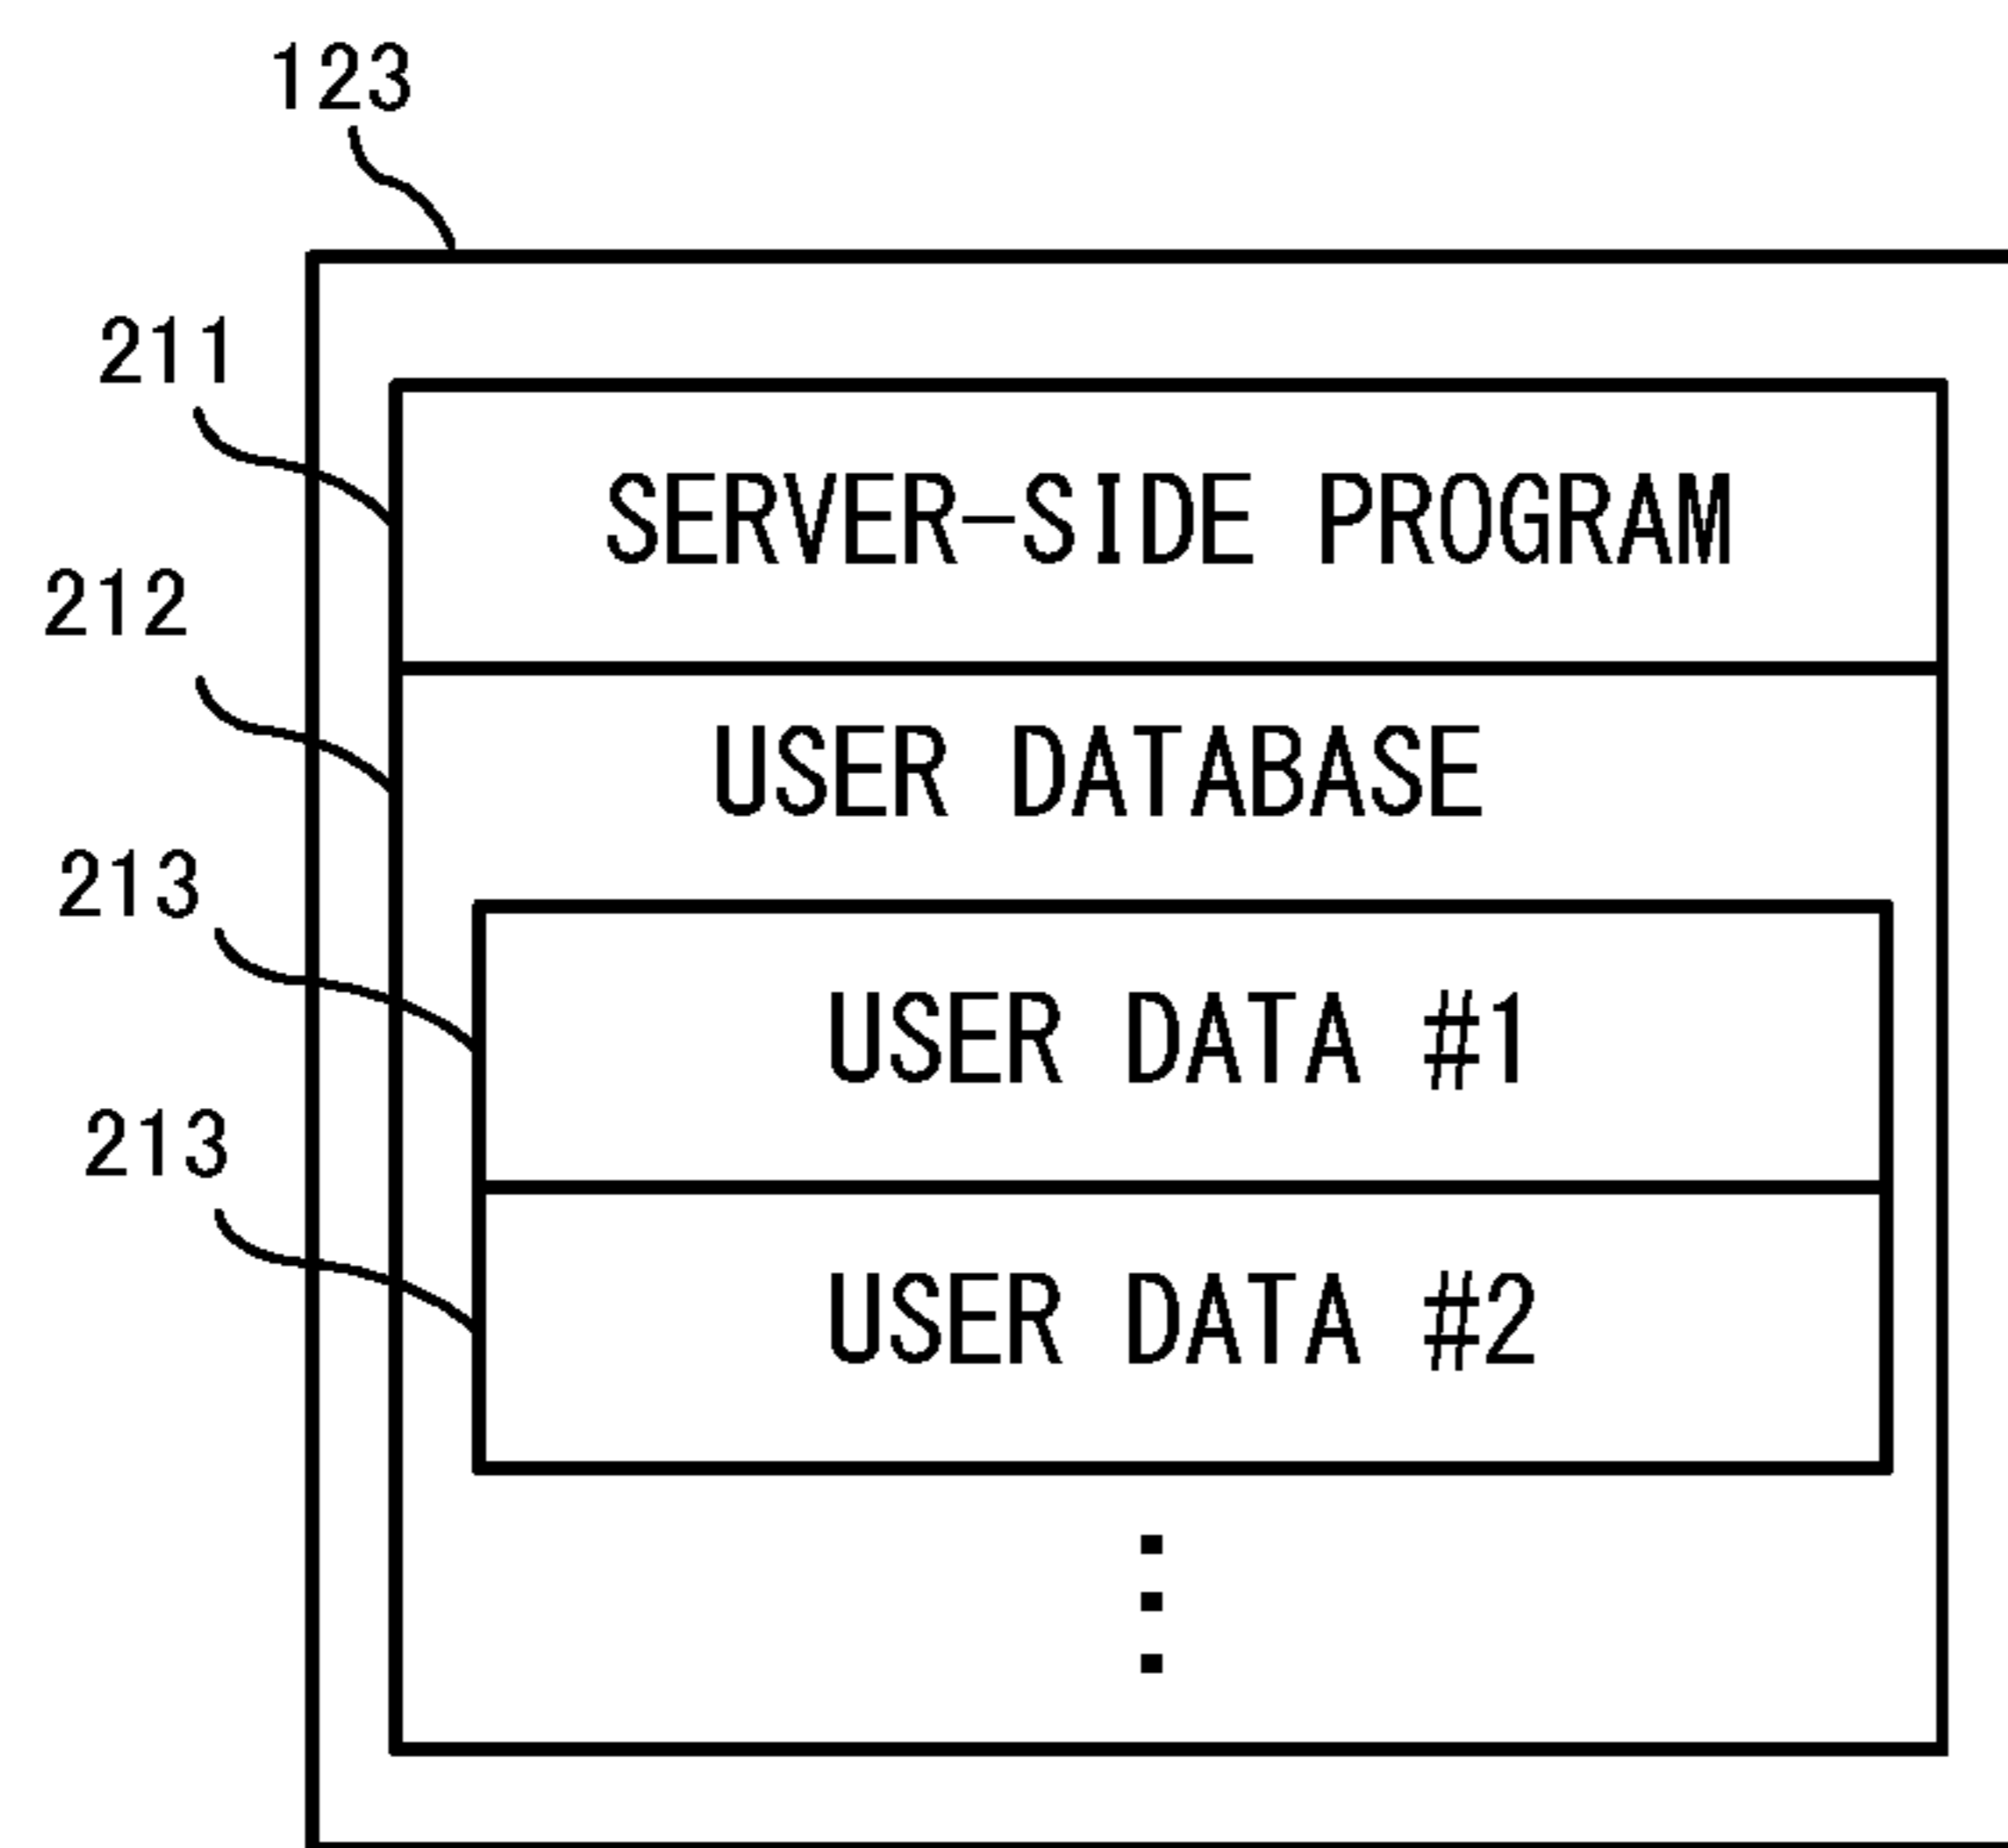 123
211
SERVER-SIDE PROGRAM
212
USER DATABASE
213
USER DATA #1
213
USER DATA #2